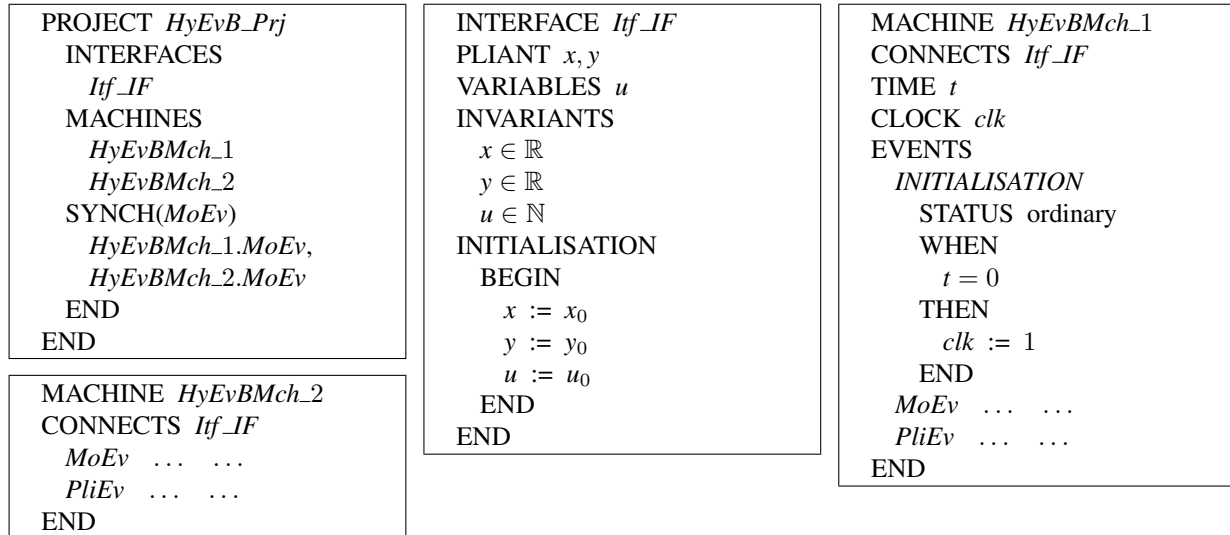 PROJECT HyEvB_Prj
INTERFACES
Itf_IF
MACHINES
HyEvBMch_1
HyEvBMch_2
SYNCH(MoEv)
HyEvBMch_1.MoEv,
HyEvBMch_2.MoEv
END
END
MACHINE HyEvBMch_2
CONNECTS Itf_IF
MoEv ... ...
PliEv ... ...
END
INTERFACE Itf_IF
PLIANT x, y
VARIABLES u
INVARIANTS
x ∈ ℝ
y ∈ ℝ
u ∈ ℕ
INITIALISATION
BEGIN
x := x₀
y := y₀
u := u₀
END
END
MACHINE HyEvBMch_1
CONNECTS Itf_IF
TIME t
CLOCK clk
EVENTS
INITIALISATION
STATUS ordinary
WHEN
t = 0
THEN
clk := 1
END
MoEv ... ...
PliEv ... ...
END